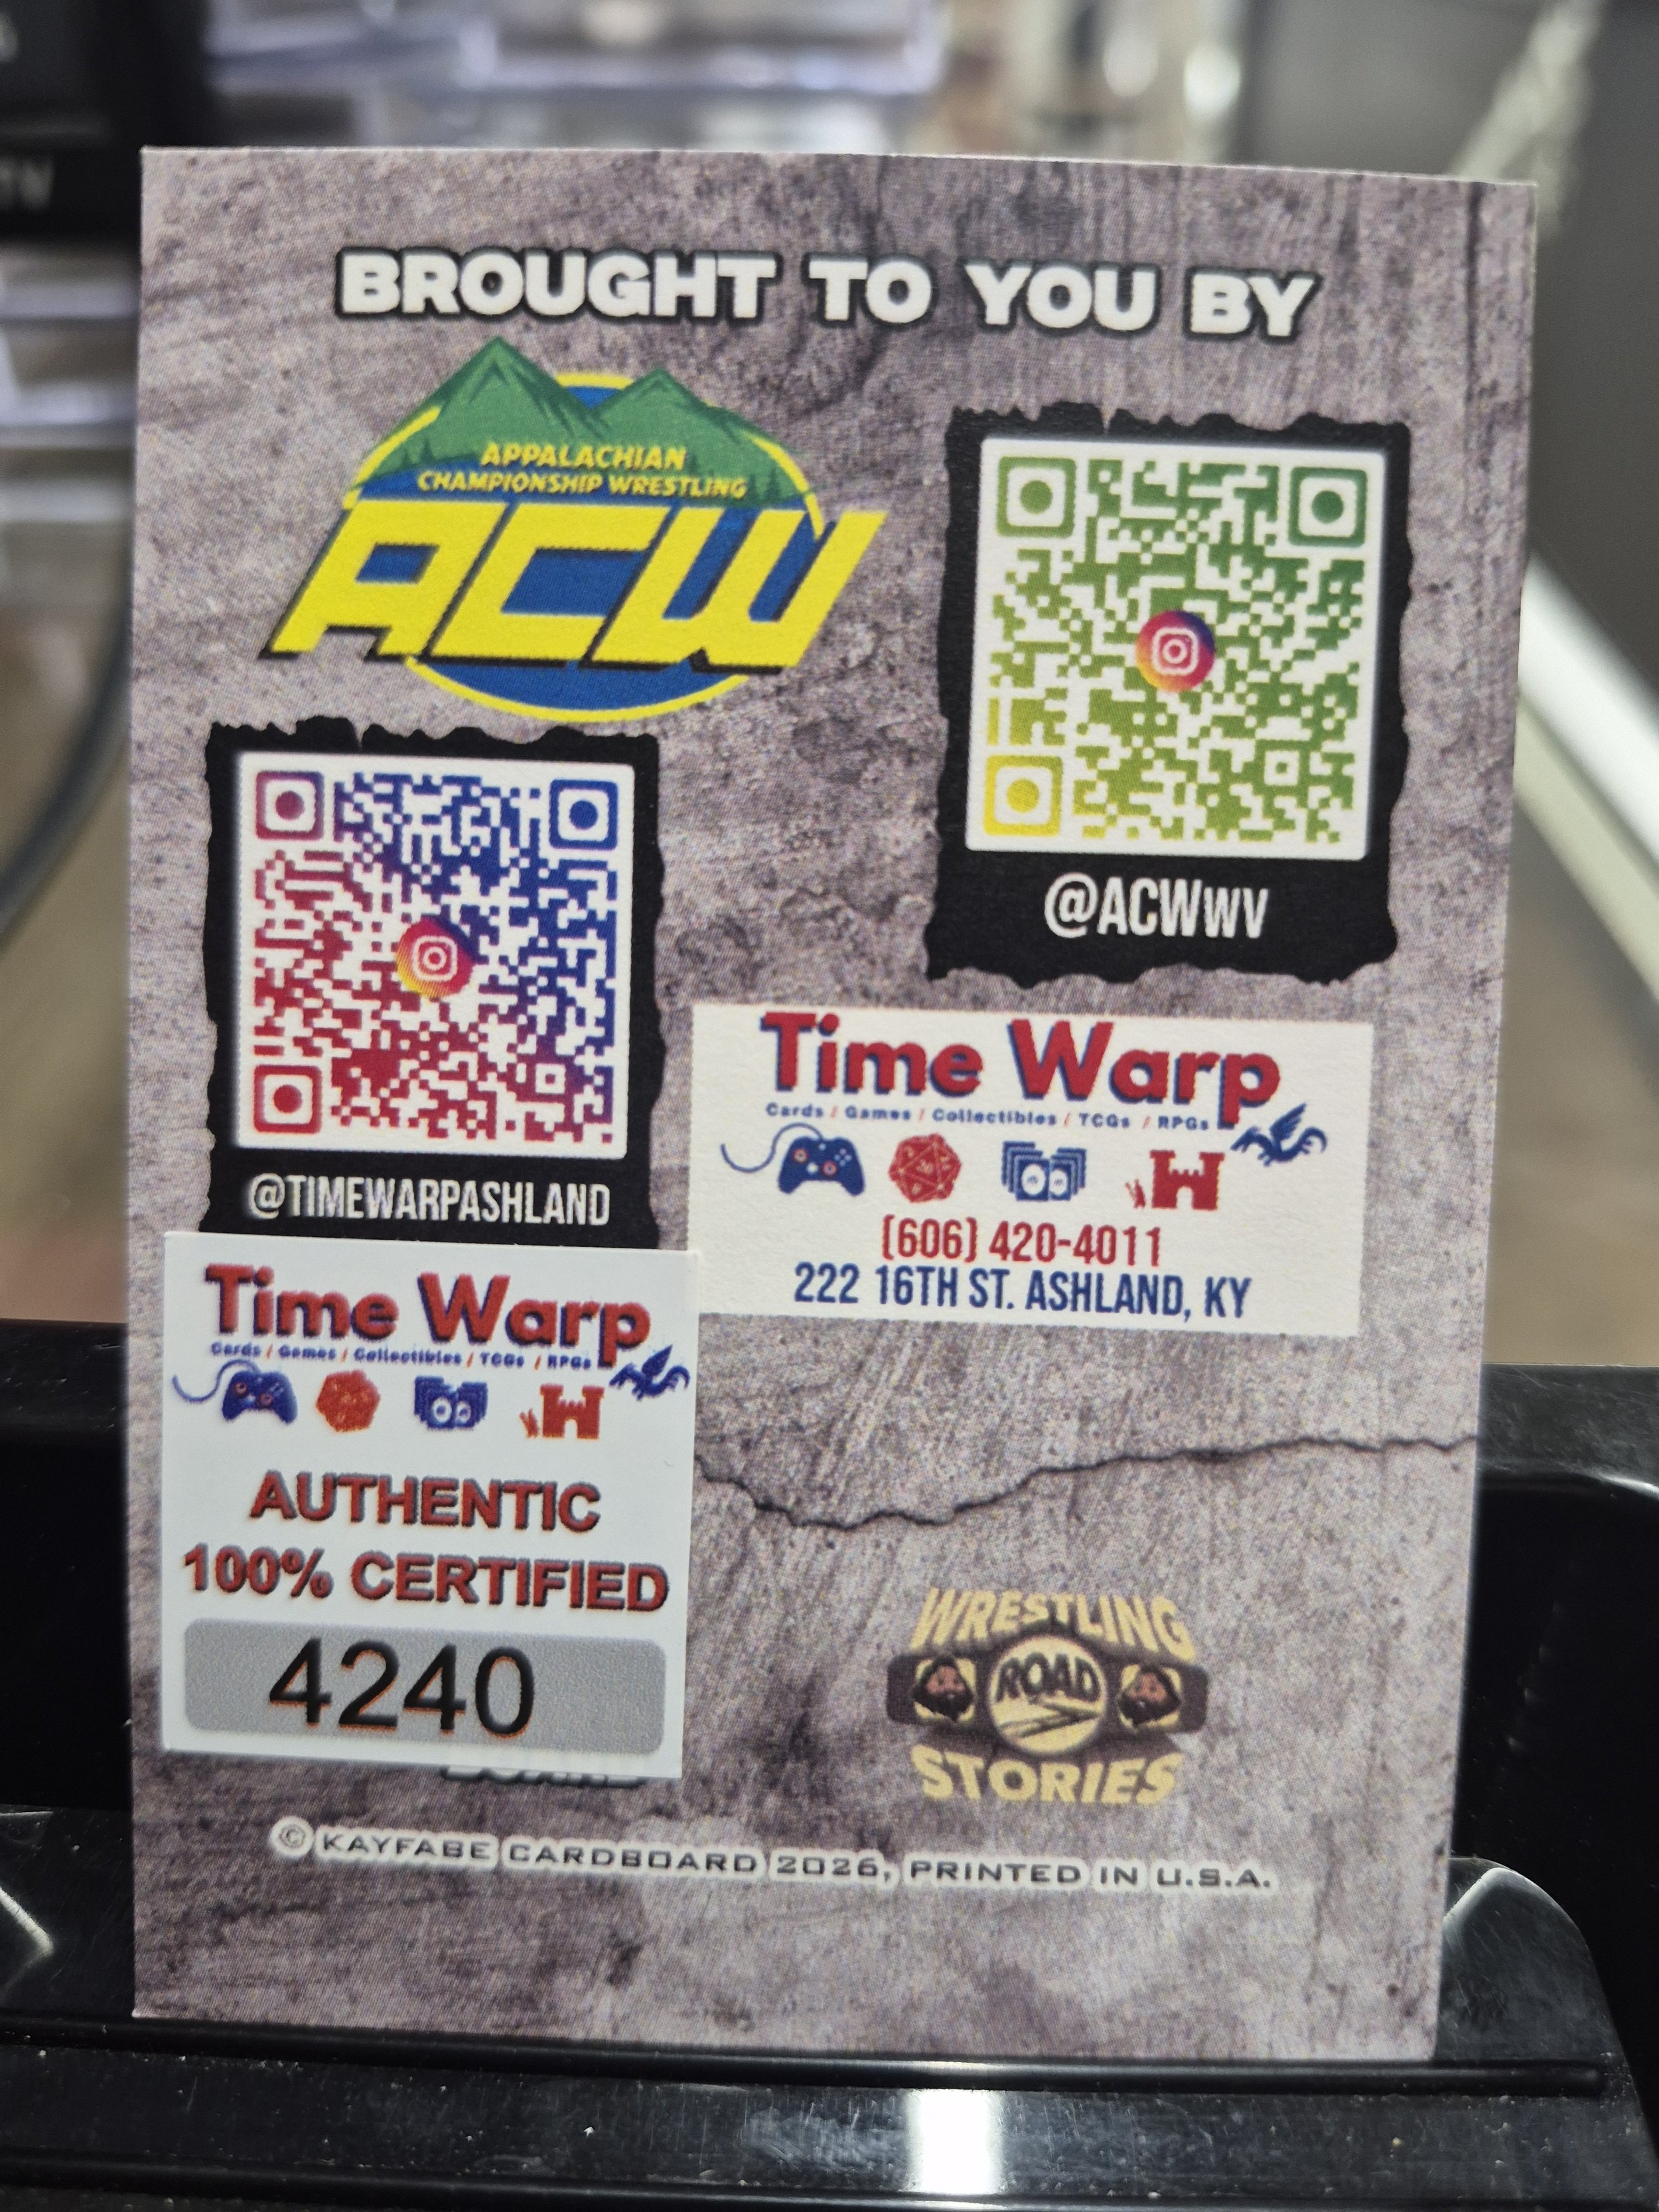 BROUGHT TO YOU BY
APPALACHIAN
CHAMPIONSHIP WRESTLING
ACW
@ACWWV
@TIMEWARPASHLAND
Time Warp
Cards / Games / Collectibles / TCGs / RPGs
(606) 420-4011
222 16TH ST. ASHLAND, KY
Time Warp
Cards / Games / Collectibles / TCGs / RPGs
AUTHENTIC
100% CERTIFIED
4240
WRESTLING
ROAD
STORIES
© KAYFABE CARDBOARD 2026, PRINTED IN U.S.A.